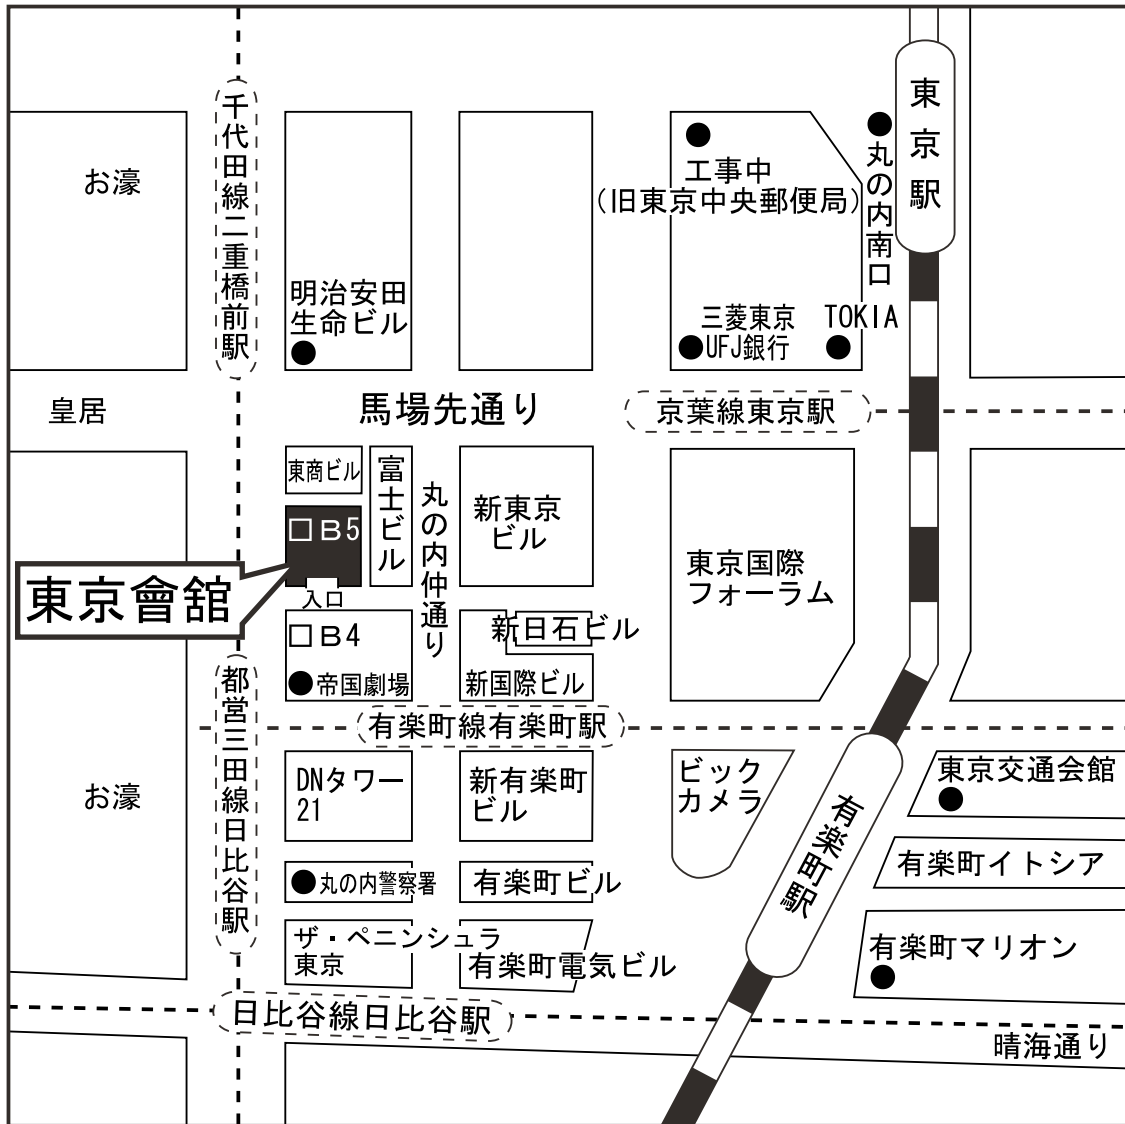 東京駅
千代田線二重橋前駅
お濠
工事中
(旧東京中央郵便局)
丸の内南口
明治安田
生命ビル
三菱東京
UFJ銀行
TOKIA
皇居
馬場先通り
京葉線東京駅
東商ビル
富士ビル
丸の内仲通り
新東京
ビル
□B5
東京會舘
入口
東京国際
フォーラム
□B4
帝国劇場
新日石ビル
新国際ビル
都営三田線日比谷駅
有楽町線有楽町駅
お濠
DNタワー
21
新有楽町
ビル
ビック
カメラ
有楽町駅
東京交通会館
丸の内警察署
有楽町ビル
有楽町イトシア
ザ・ペニンシュラ
東京
有楽町電気ビル
有楽町マリオン
日比谷線日比谷駅
晴海通り